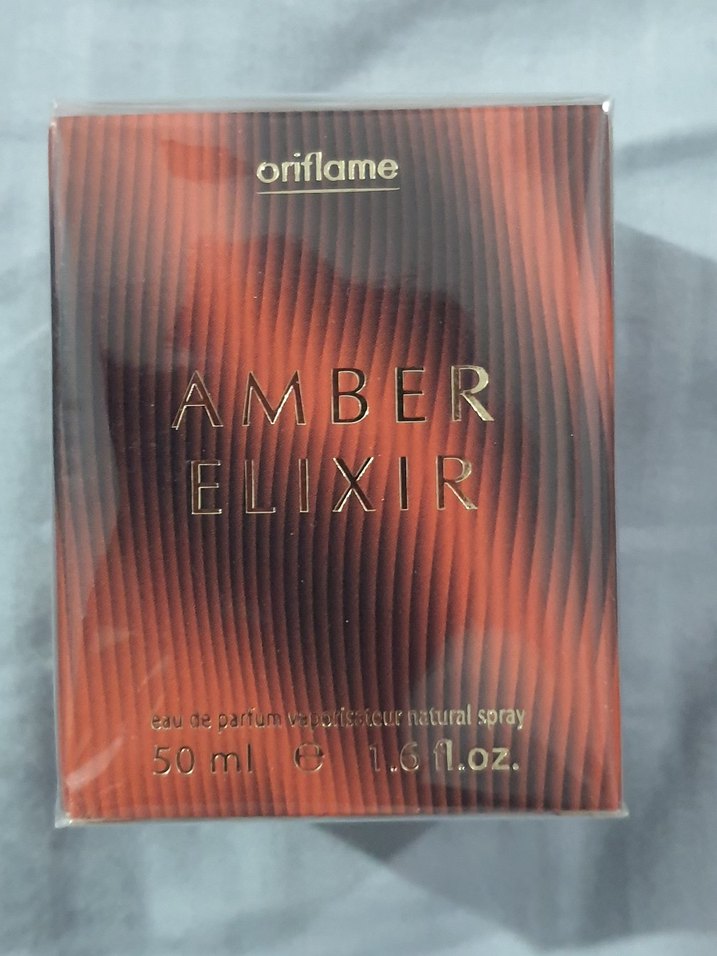 oriflame
AMBER
ELIXIR
eau de parfum vaporisateur natural spray
50 ml ℮ 1.6 fl.oz.